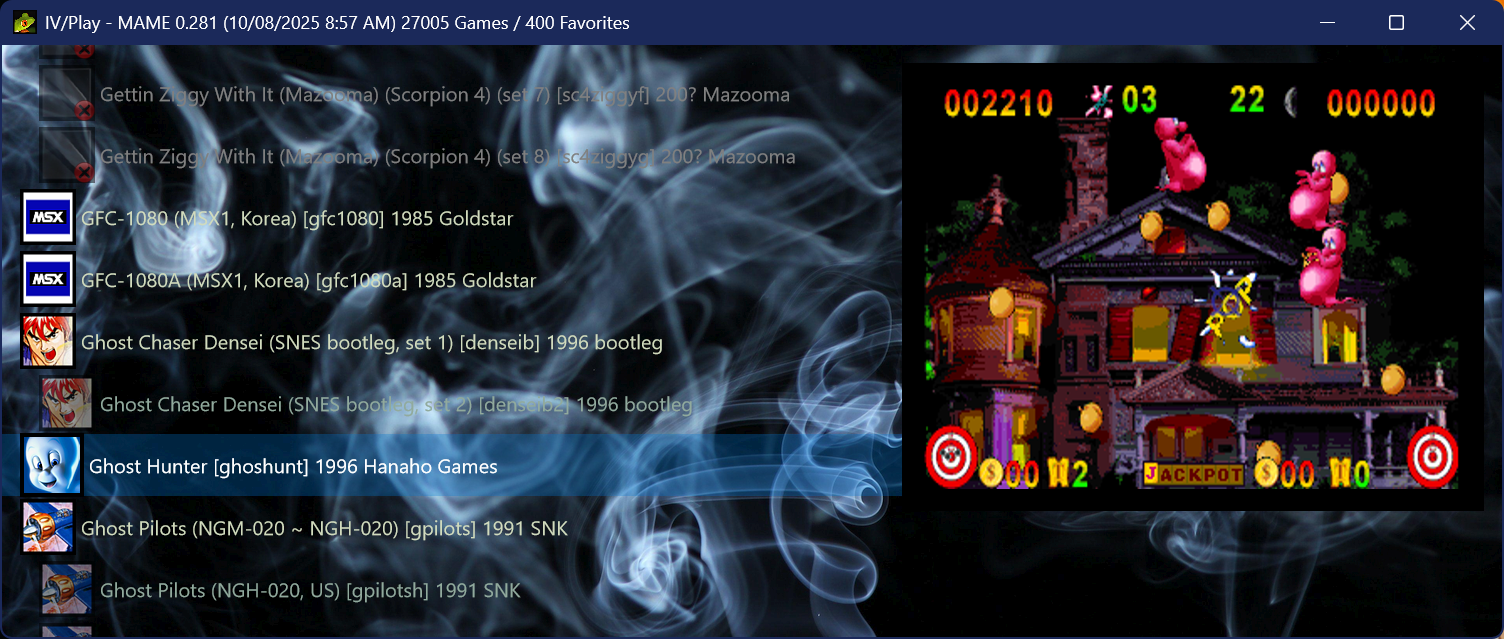 IV/Play - MAME 0.281 (10/08/2025 8:57 AM) 27005 Games / 400 Favorites
Gettin Ziggy With It (Mazooma) (Scorpion 4) (set 7) [sc4ziggyf] 200? Mazooma
Gettin Ziggy With It (Mazooma) (Scorpion 4) (set 8) [sc4ziggyg] 200? Mazooma
MSX GFC-1080 (MSX1, Korea) [gfc1080] 1985 Goldstar
MSX GFC-1080A (MSX1, Korea) [gfc1080a] 1985 Goldstar
Ghost Chaser Densei (SNES bootleg, set 1) [denseib] 1996 bootleg
Ghost Chaser Densei (SNES bootleg, set 2) [denseib2] 1996 bootleg
Ghost Hunter [ghoshunt] 1996 Hanaho Games
Ghost Pilots (NGM-020 ~ NGH-020) [gpilots] 1991 SNK
Ghost Pilots (NGH-020, US) [gpilotsh] 1991 SNK
002210 03 22 000000
POP
$00 2 JACKPOT $00 0